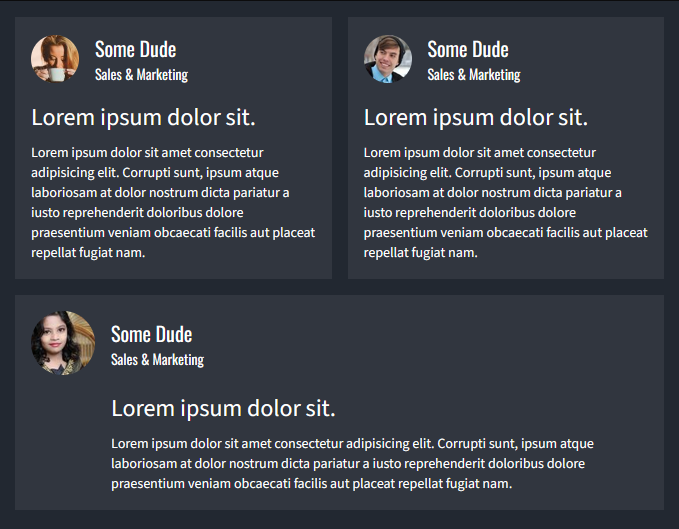 Some Dude
Sales & Marketing
Lorem ipsum dolor sit.
Lorem ipsum dolor sit amet consectetur
adipisicing elit. Corrupti sunt, ipsum atque
laboriosam at dolor nostrum dicta pariatur a
iusto reprehenderit doloribus dolore
praesentium veniam obcaecati facilis aut placeat
repellat fugiat nam.
Some Dude
Sales & Marketing
Lorem ipsum dolor sit.
Lorem ipsum dolor sit amet consectetur
adipisicing elit. Corrupti sunt, ipsum atque
laboriosam at dolor nostrum dicta pariatur a
iusto reprehenderit doloribus dolore
praesentium veniam obcaecati facilis aut placeat
repellat fugiat nam.
Some Dude
Sales & Marketing
Lorem ipsum dolor sit.
Lorem ipsum dolor sit amet consectetur adipisicing elit. Corrupti sunt, ipsum atque
laboriosam at dolor nostrum dicta pariatur a iusto reprehenderit doloribus dolore
praesentium veniam obcaecati facilis aut placeat repellat fugiat nam.